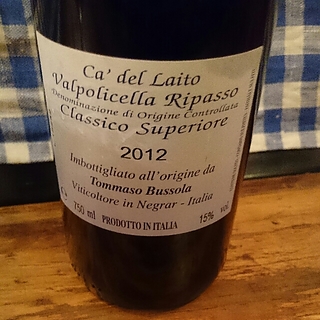 Ca' del Laito
Valpolicella Ripasso
Denominazione di Origine Controllata
Classico Superiore
2012
Imbottigliato all'origine da
Tommaso Bussola
Viticoltore in Negrar - Italia
750 ml PRODOTTO IN ITALIA 15% vol.